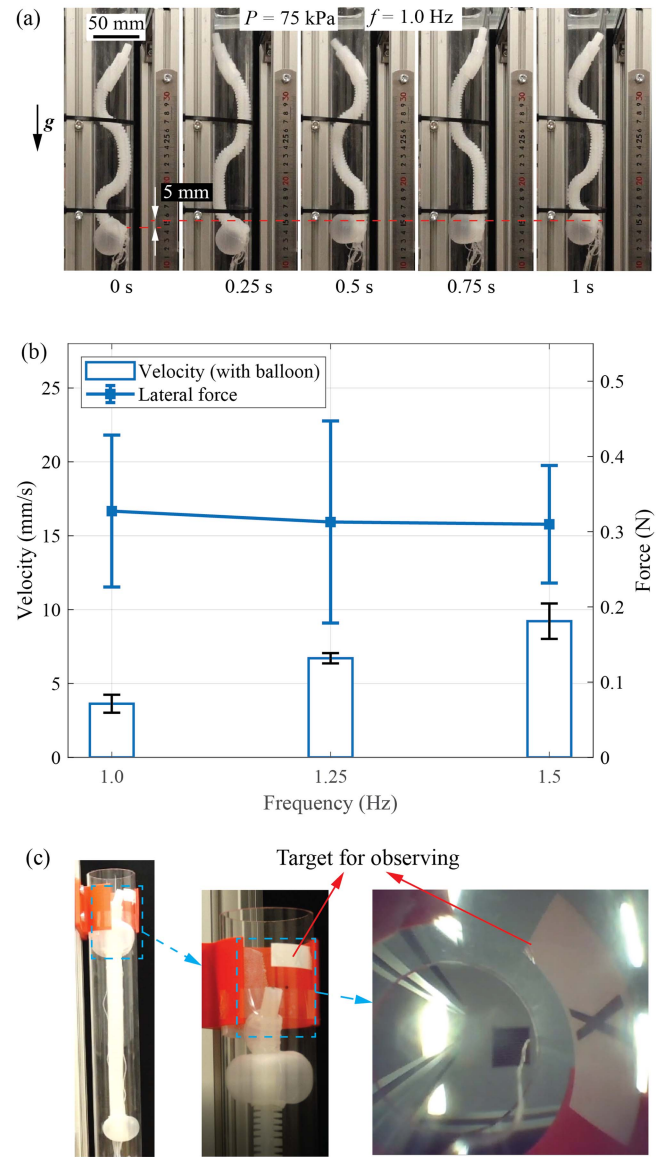 (a)
50 mm
P = 75 kPa f = 1.0 Hz
g
5 mm
0 s 0.25 s 0.5 s 0.75 s 1 s
(b)
Velocity (with balloon)
Lateral force
Velocity (mm/s)
Force (N)
25
20
15
10
5
0
0.5
0.4
0.3
0.2
0.1
0
1.0 1.25 1.5
Frequency (Hz)
(c)
Target for observing